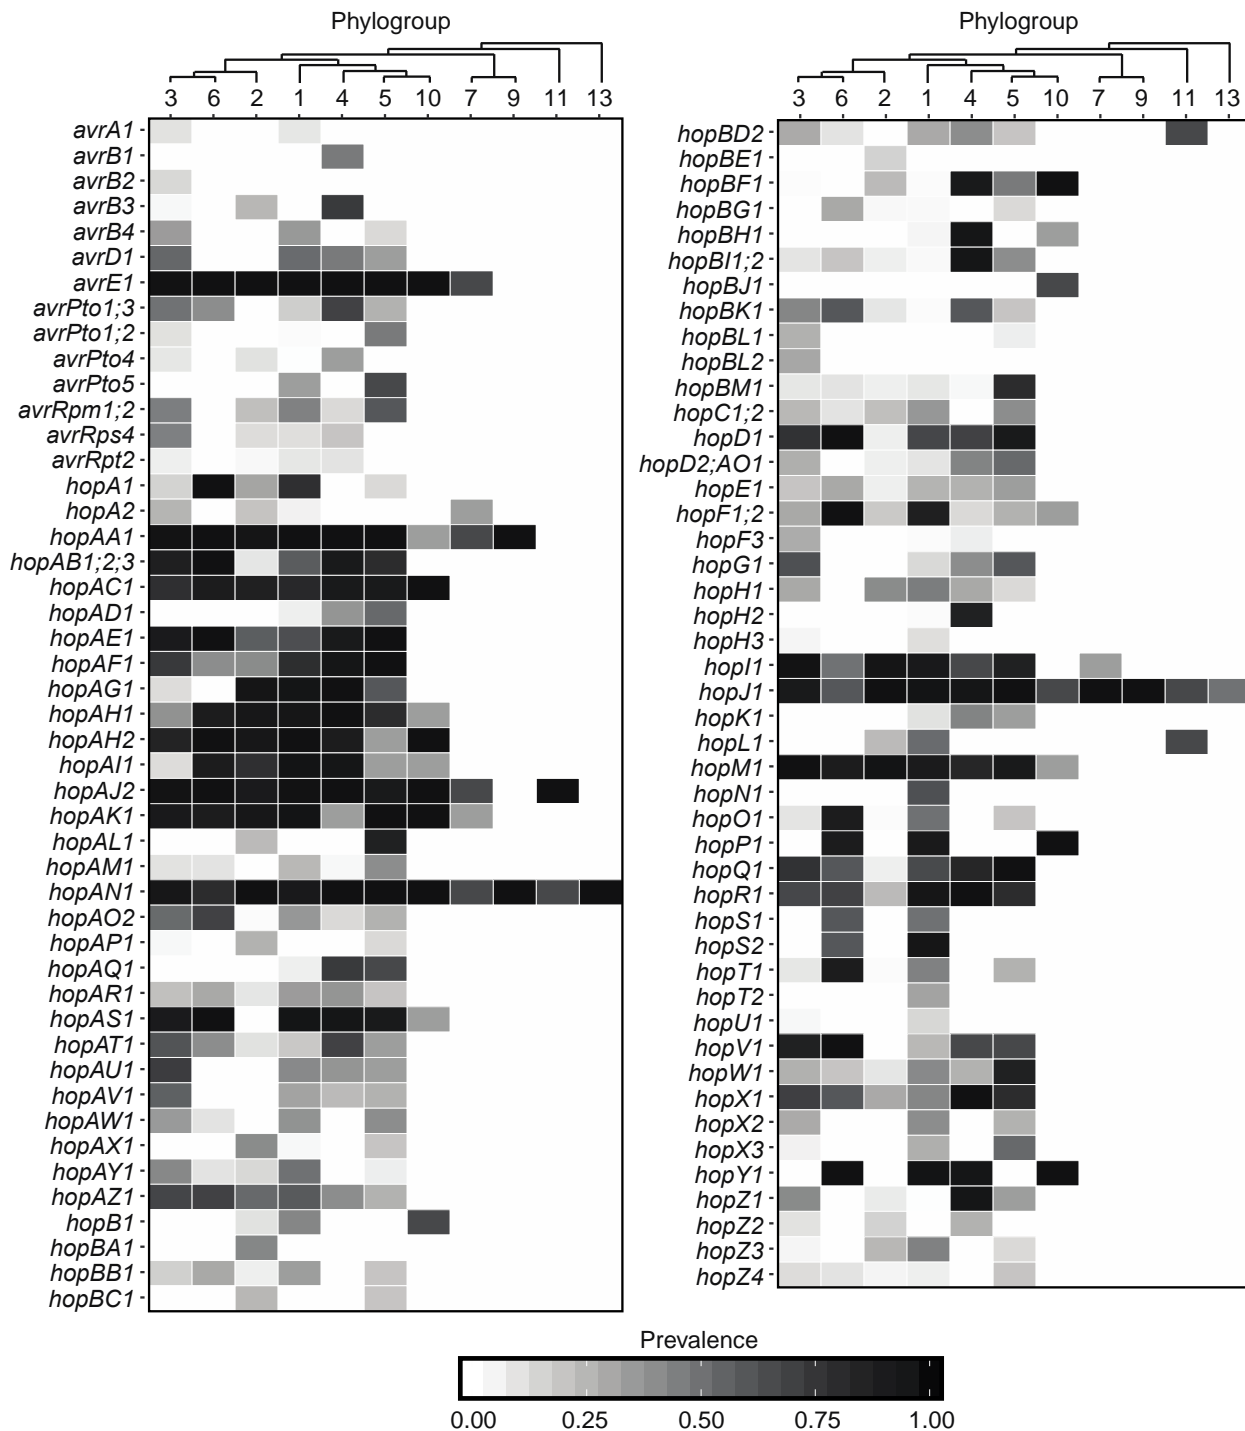 Phylogroup
3 6 2 1 4 5 10 7 9 11 13
avrA1
avrB1
avrB2
avrB3
avrB4
avrD1
avrE1
avrPto1;3
avrPto1;2
avrPto4
avrPto5
avrRpm1;2
avrRps4
avrRpt2
hopA1
hopA2
hopAA1
hopAB1;2;3
hopAC1
hopAD1
hopAE1
hopAF1
hopAG1
hopAH1
hopAH2
hopAI1
hopAJ2
hopAK1
hopAL1
hopAM1
hopAN1
hopAO2
hopAP1
hopAQ1
hopAR1
hopAS1
hopAT1
hopAU1
hopAV1
hopAW1
hopAX1
hopAY1
hopAZ1
hopB1
hopBA1
hopBB1
hopBC1
Phylogroup
3 6 2 1 4 5 10 7 9 11 13
hopBD2
hopBE1
hopBF1
hopBG1
hopBH1
hopBI1;2
hopBJ1
hopBK1
hopBL1
hopBL2
hopBM1
hopC1;2
hopD1
hopD2;AO1
hopE1
hopF1;2
hopF3
hopG1
hopH1
hopH2
hopH3
hopI1
hopJ1
hopK1
hopL1
hopM1
hopN1
hopO1
hopP1
hopQ1
hopR1
hopS1
hopS2
hopT1
hopT2
hopU1
hopV1
hopW1
hopX1
hopX2
hopX3
hopY1
hopZ1
hopZ2
hopZ3
hopZ4
Prevalence
0.00 0.25 0.50 0.75 1.00